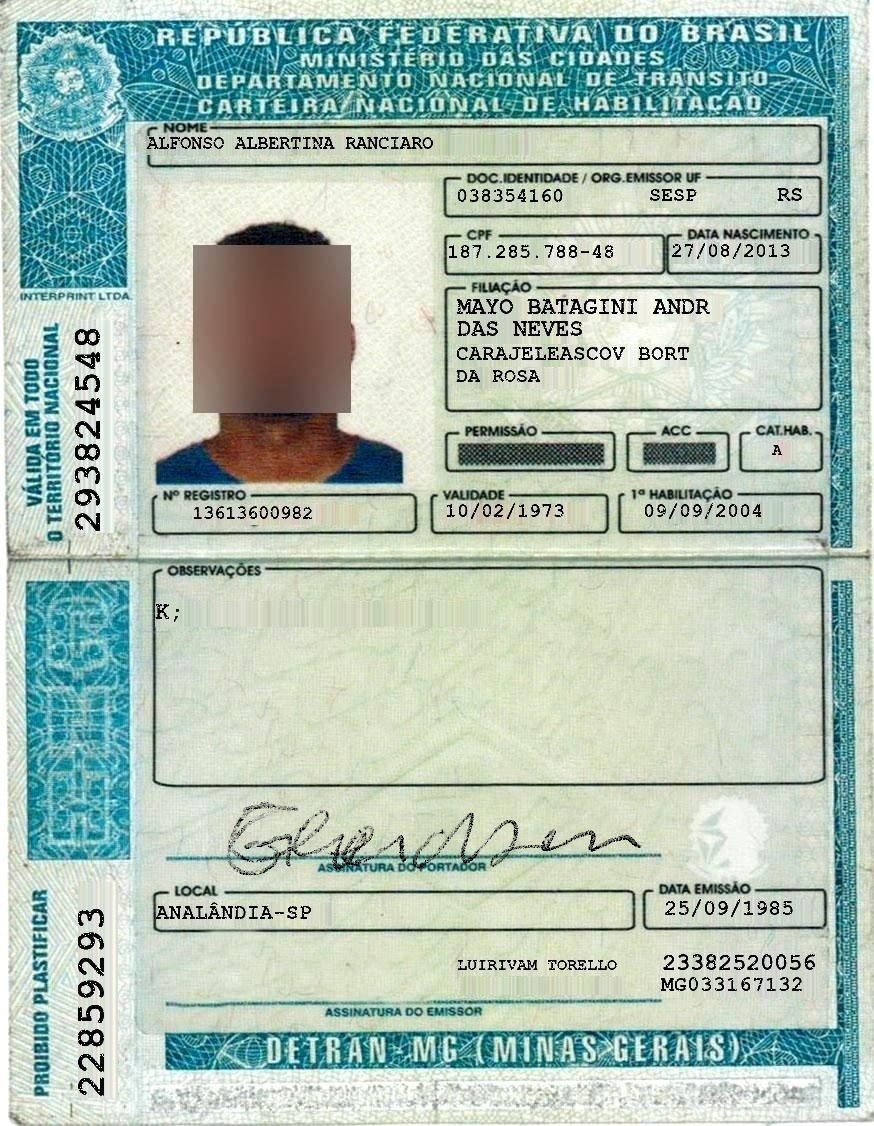 REPÚBLICA FEDERATIVA DO BRASIL
MINISTÉRIO DAS CIDADES
DEPARTAMENTO NACIONAL DE TRÂNSITO
CARTEIRA NACIONAL DE HABILITAÇÃO
NOME
ALFONSO ALBERTINA RANCIARO
DOC.IDENTIDADE / ORG.EMISSOR UF
038354160 SESP RS
CPF DATA NASCIMENTO
187.285.788-48 27/08/2013
FILIAÇÃO
MAYO BATAGINI ANDR
DAS NEVES
CARAJELEASCOV BORT
DA ROSA
PERMISSÃO ACC CAT.HAB.
A
Nº REGISTRO VALIDADE 1ª HABILITAÇÃO
13613600982 10/02/1973 09/09/2004
INTERPRINT LTDA.
VÁLIDA EM TODO
O TERRITÓRIO NACIONAL
293824548
OBSERVAÇÕES
K;
ASSINATURA DO PORTADOR
LOCAL DATA EMISSÃO
ANALÂNDIA-SP 25/09/1985
LUIRIVAM TORELLO 23382520056
MG033167132
ASSINATURA DO EMISSOR
PROIBIDO PLASTIFICAR
22859293
DETRAN-MG (MINAS GERAIS)